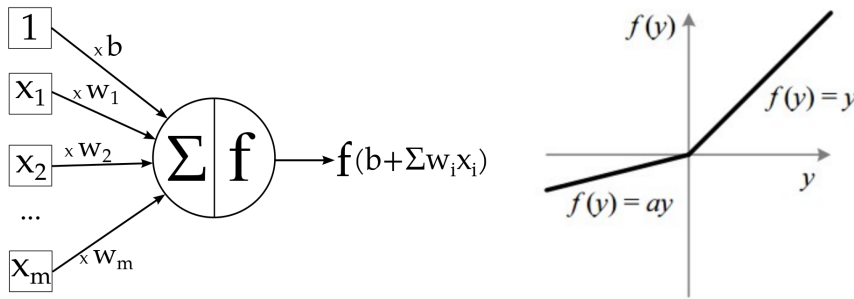 1
× b
x₁
× w₁
x₂
× w₂
...
xₘ
× wₘ
Σ f
f(b+Σwᵢxᵢ)
f(y)
f(y) = y
y
f(y) = ay